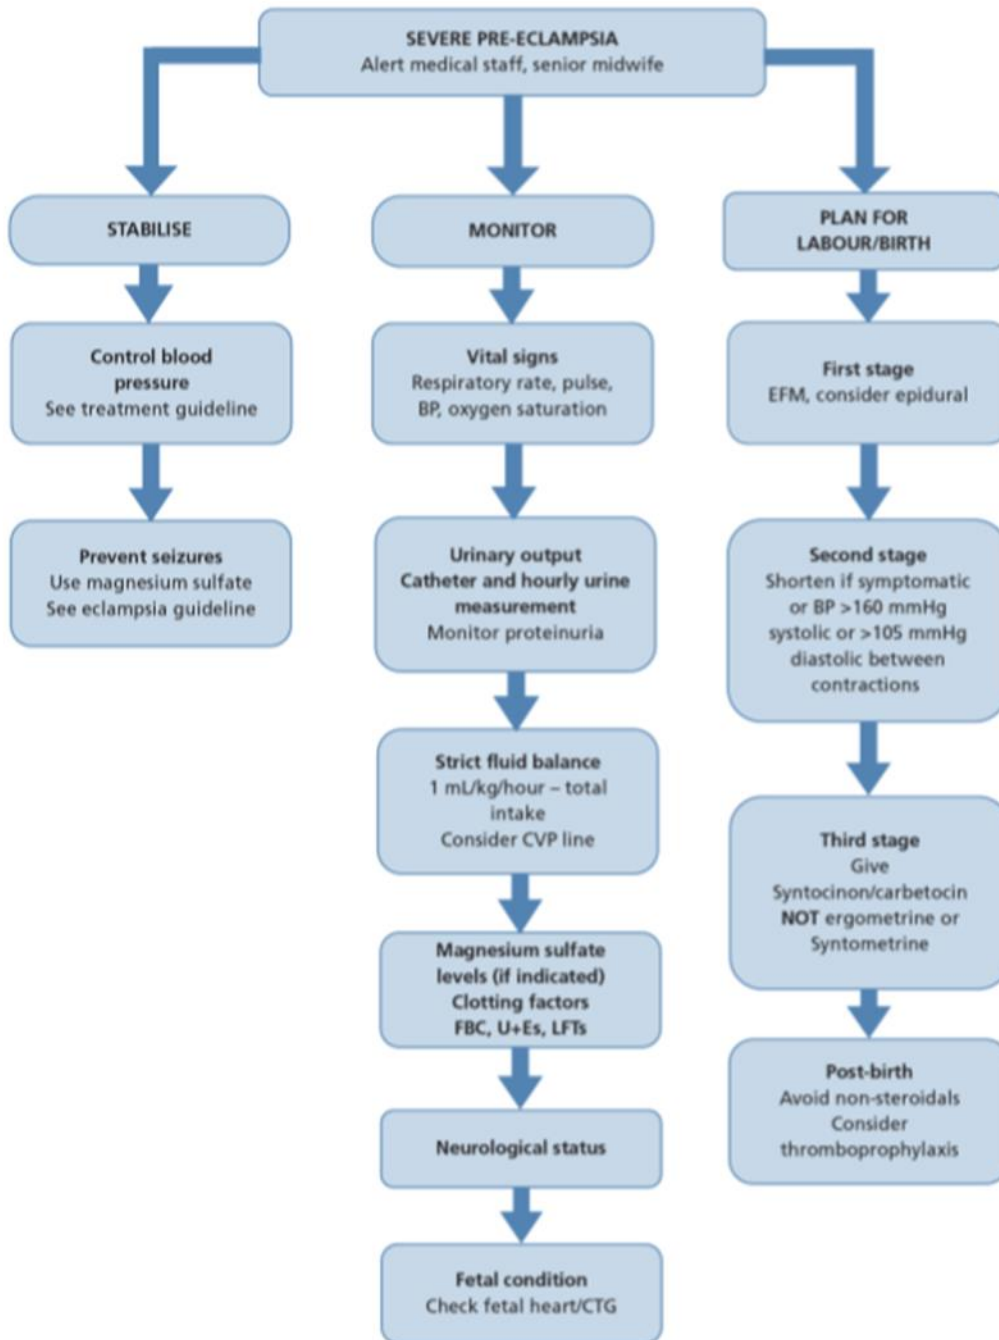 SEVERE PRE-ECLAMPSIA
Alert medical staff, senior midwife
STABILISE
Control blood
pressure
See treatment guideline
Prevent seizures
Use magnesium sulfate
See eclampsia guideline
MONITOR
Vital signs
Respiratory rate, pulse,
BP, oxygen saturation
Urinary output
Catheter and hourly urine
measurement
Monitor proteinuria
Strict fluid balance
1 mL/kg/hour – total
intake
Consider CVP line
Magnesium sulfate
levels (if indicated)
Clotting factors
FBC, U+Es, LFTs
Neurological status
Fetal condition
Check fetal heart/CTG
PLAN FOR
LABOUR/BIRTH
First stage
EFM, consider epidural
Second stage
Shorten if symptomatic
or BP >160 mmHg
systolic or >105 mmHg
diastolic between
contractions
Third stage
Give
Syntocinon/carbetocin
NOT ergometrine or
Syntometrine
Post-birth
Avoid non-steroidals
Consider
thromboprophylaxis